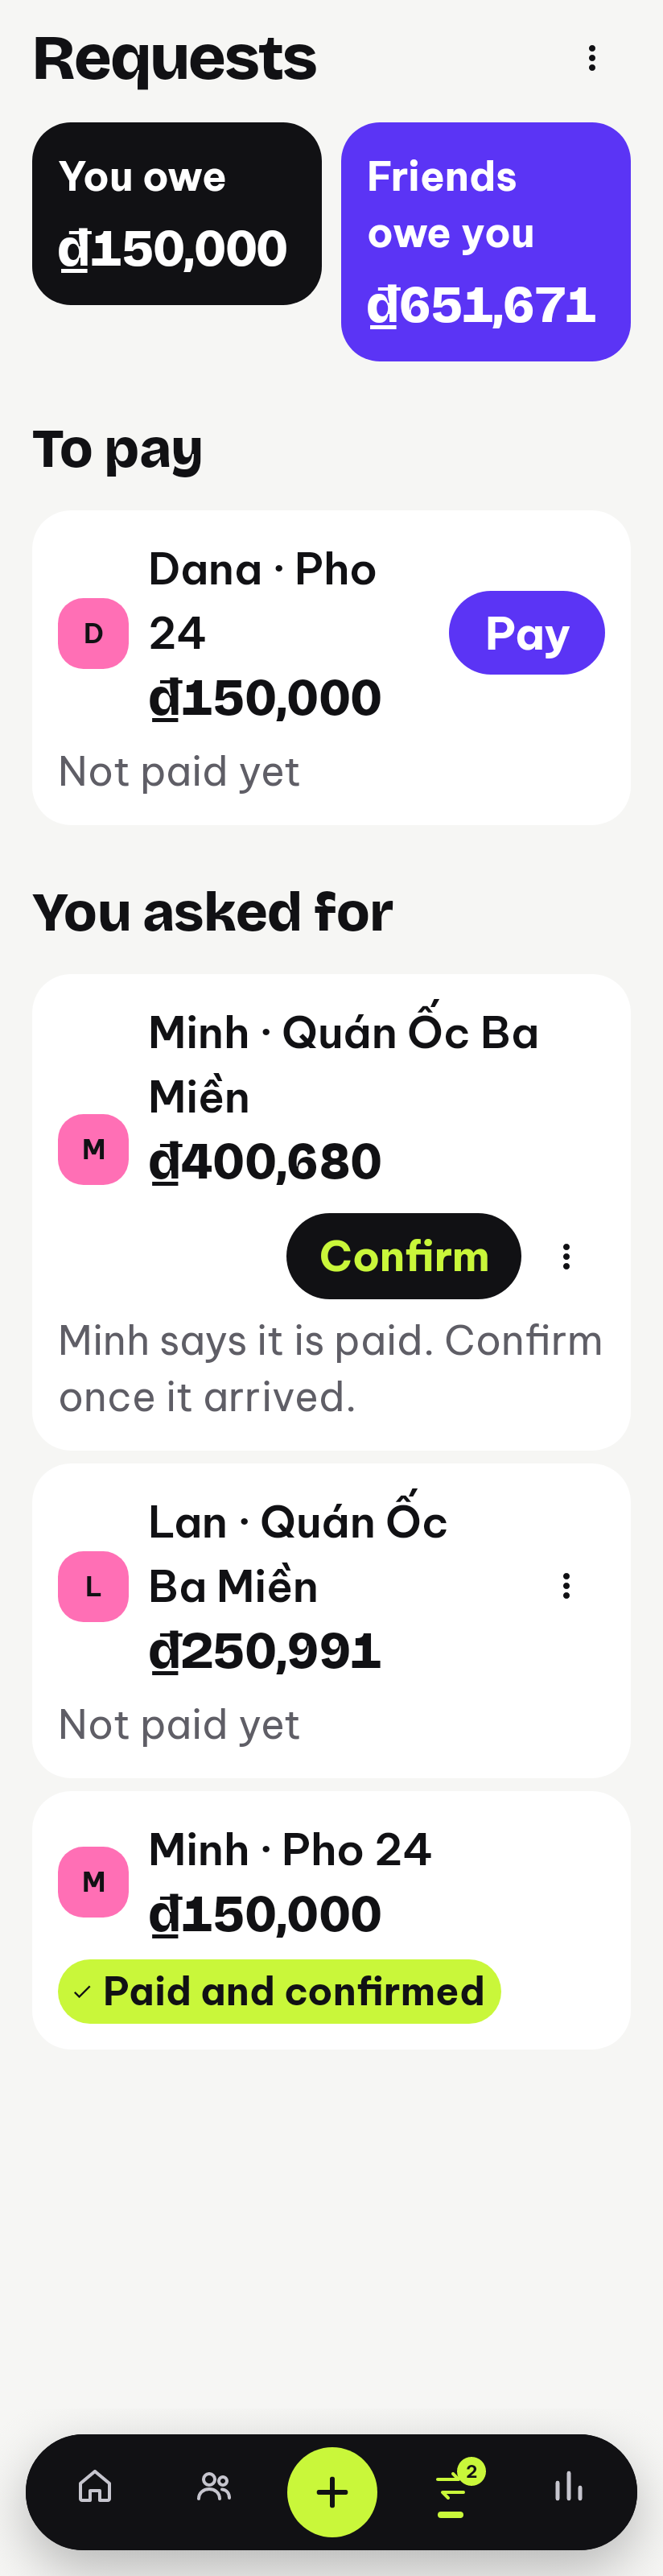 Requests
You owe
₫150,000
Friends
owe you
₫651,671
To pay
D
Dana · Pho
24
₫150,000
Pay
Not paid yet
You asked for
M
Minh · Quán Ốc Ba
Miền
₫400,680
Confirm
Minh says it is paid. Confirm
once it arrived.
L
Lan · Quán Ốc
Ba Miền
₫250,991
Not paid yet
M
Minh · Pho 24
₫150,000
Paid and confirmed
2